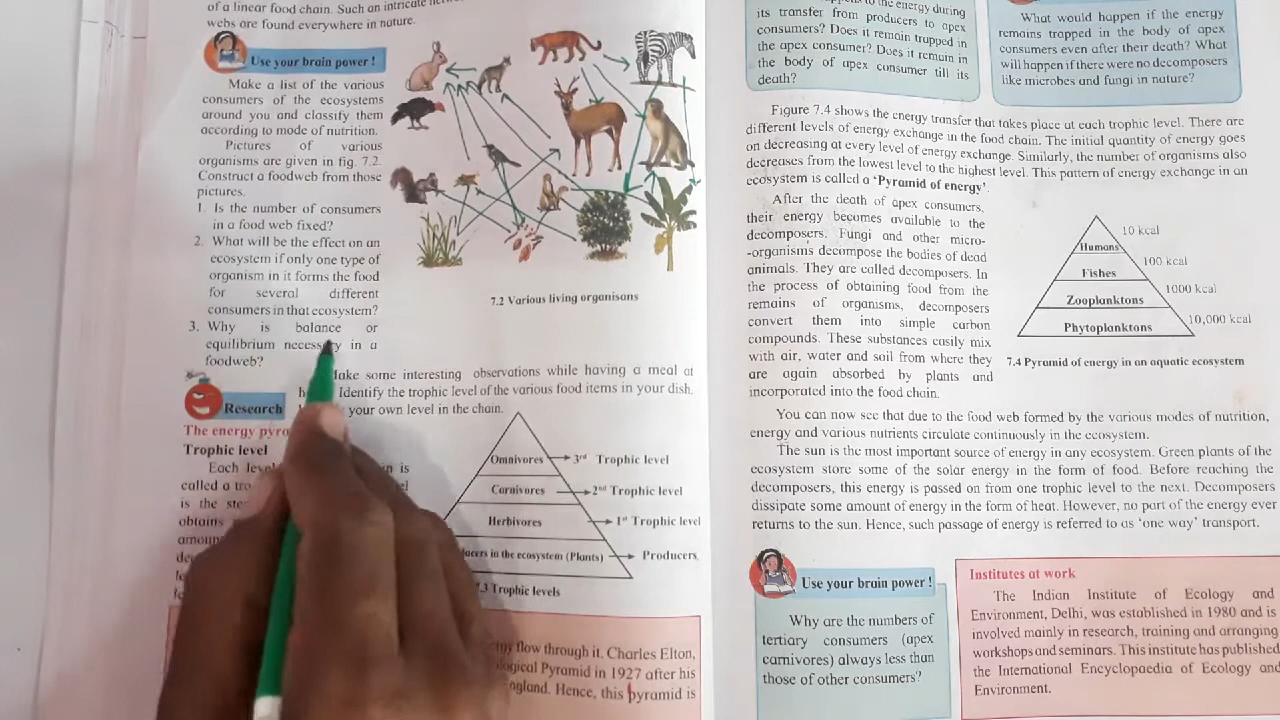 of a linear food chain. Such an intricate
webs are found everywhere in nature.
Use your brain power !
Make a list of the various
consumers of the ecosystems
around you and classify them
according to mode of nutrition.
Pictures of various
organisms are given in fig. 7.2.
Construct a foodweb from those
pictures.
1. Is the number of consumers
in a food web fixed?
2. What will be the effect on an
ecosystem if only one type of
organism in it forms the food
for several different
consumers in that ecosystem?
3. Why is balance or
equilibrium necessary in a
foodweb?
7.2 Various living organisans
Make some interesting observations while having a meal at
Identify the trophic level of the various food items in your dish.
your own level in the chain.
Research
The energy
Trophic level
Each is
called a
is the
obtains
Omnivores 3rd Trophic level
Carnivores 2nd Trophic level
Herbivores 1st Trophic level
in the ecosystem (Plants) Producers
7.3 Trophic levels
flow through it. Charles Elton,
Pyramid in 1927 after his
Hence, this pyramid is
the energy during
its transfer from producers to apex
consumers? Does it remain trapped in
the apex consumer? Does it remain in
the body of apex consumer till its
death?
What would happen if the energy
remains trapped in the body of apex
consumers even after their death? What
will happen if there were no decomposers
like microbes and fungi in nature?
Figure 7.4 shows the energy transfer that takes place at each trophic level. There are
different levels of energy exchange in the food chain. The initial quantity of energy goes
on decreasing at every level of energy exchange. Similarly, the number of organisms also
decreases from the lowest level to the highest level. This pattern of energy exchange in an
ecosystem is called a ‘Pyramid of energy’.
After the death of apex consumers,
their energy becomes available to the
decomposers. Fungi and other micro-
-organisms decompose the bodies of dead
animals. They are called decomposers. In
the process of obtaining food from the
remains of organisms, decomposers
convert them into simple carbon
compounds. These substances easily mix
with air, water and soil from where they
are again absorbed by plants and
incorporated into the food chain.
Humans 10 kcal
Fishes 100 kcal
Zooplanktons 1000 kcal
Phytoplanktons 10,000 kcal
7.4 Pyramid of energy in an aquatic ecosystem
You can now see that due to the food web formed by the various modes of nutrition,
energy and various nutrients circulate continuously in the ecosystem.
The sun is the most important source of energy in any ecosystem. Green plants of the
ecosystem store some of the solar energy in the form of food. Before reaching the
decomposers, this energy is passed on from one trophic level to the next. Decomposers
dissipate some amount of energy in the form of heat. However, no part of the energy ever
returns to the sun. Hence, such passage of energy is referred to as ‘one way’ transport.
Use your brain power !
Why are the numbers of
tertiary consumers (apex
carnivores) always less than
those of other consumers?
Institutes at work
The Indian Institute of Ecology and
Environment, Delhi, was established in 1980 and is
involved mainly in research, training and arranging
workshops and seminars. This institute has published
the International Encyclopaedia of Ecology and
Environment.